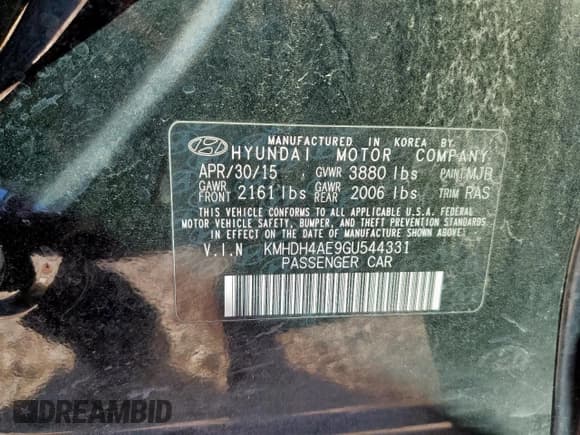 MANUFACTURED IN KOREA BY
HYUNDAI MOTOR COMPANY
APR/30/15 GVWR 3880 lbs PAINT MJB
GAWR FRONT 2161 lbs GAWR REAR 2006 lbs TRIM RAS
THIS VEHICLE CONFORMS TO ALL APPLICABLE U.S.A. FEDERAL
MOTOR VEHICLE SAFETY, BUMPER, AND THEFT PREVENTION STANDARDS
IN EFFECT ON THE DATE OF MANUFACTURE SHOWN ABOVE.
V.I.N KMHDH4AE9GU544331
PASSENGER CAR
DREAMBID